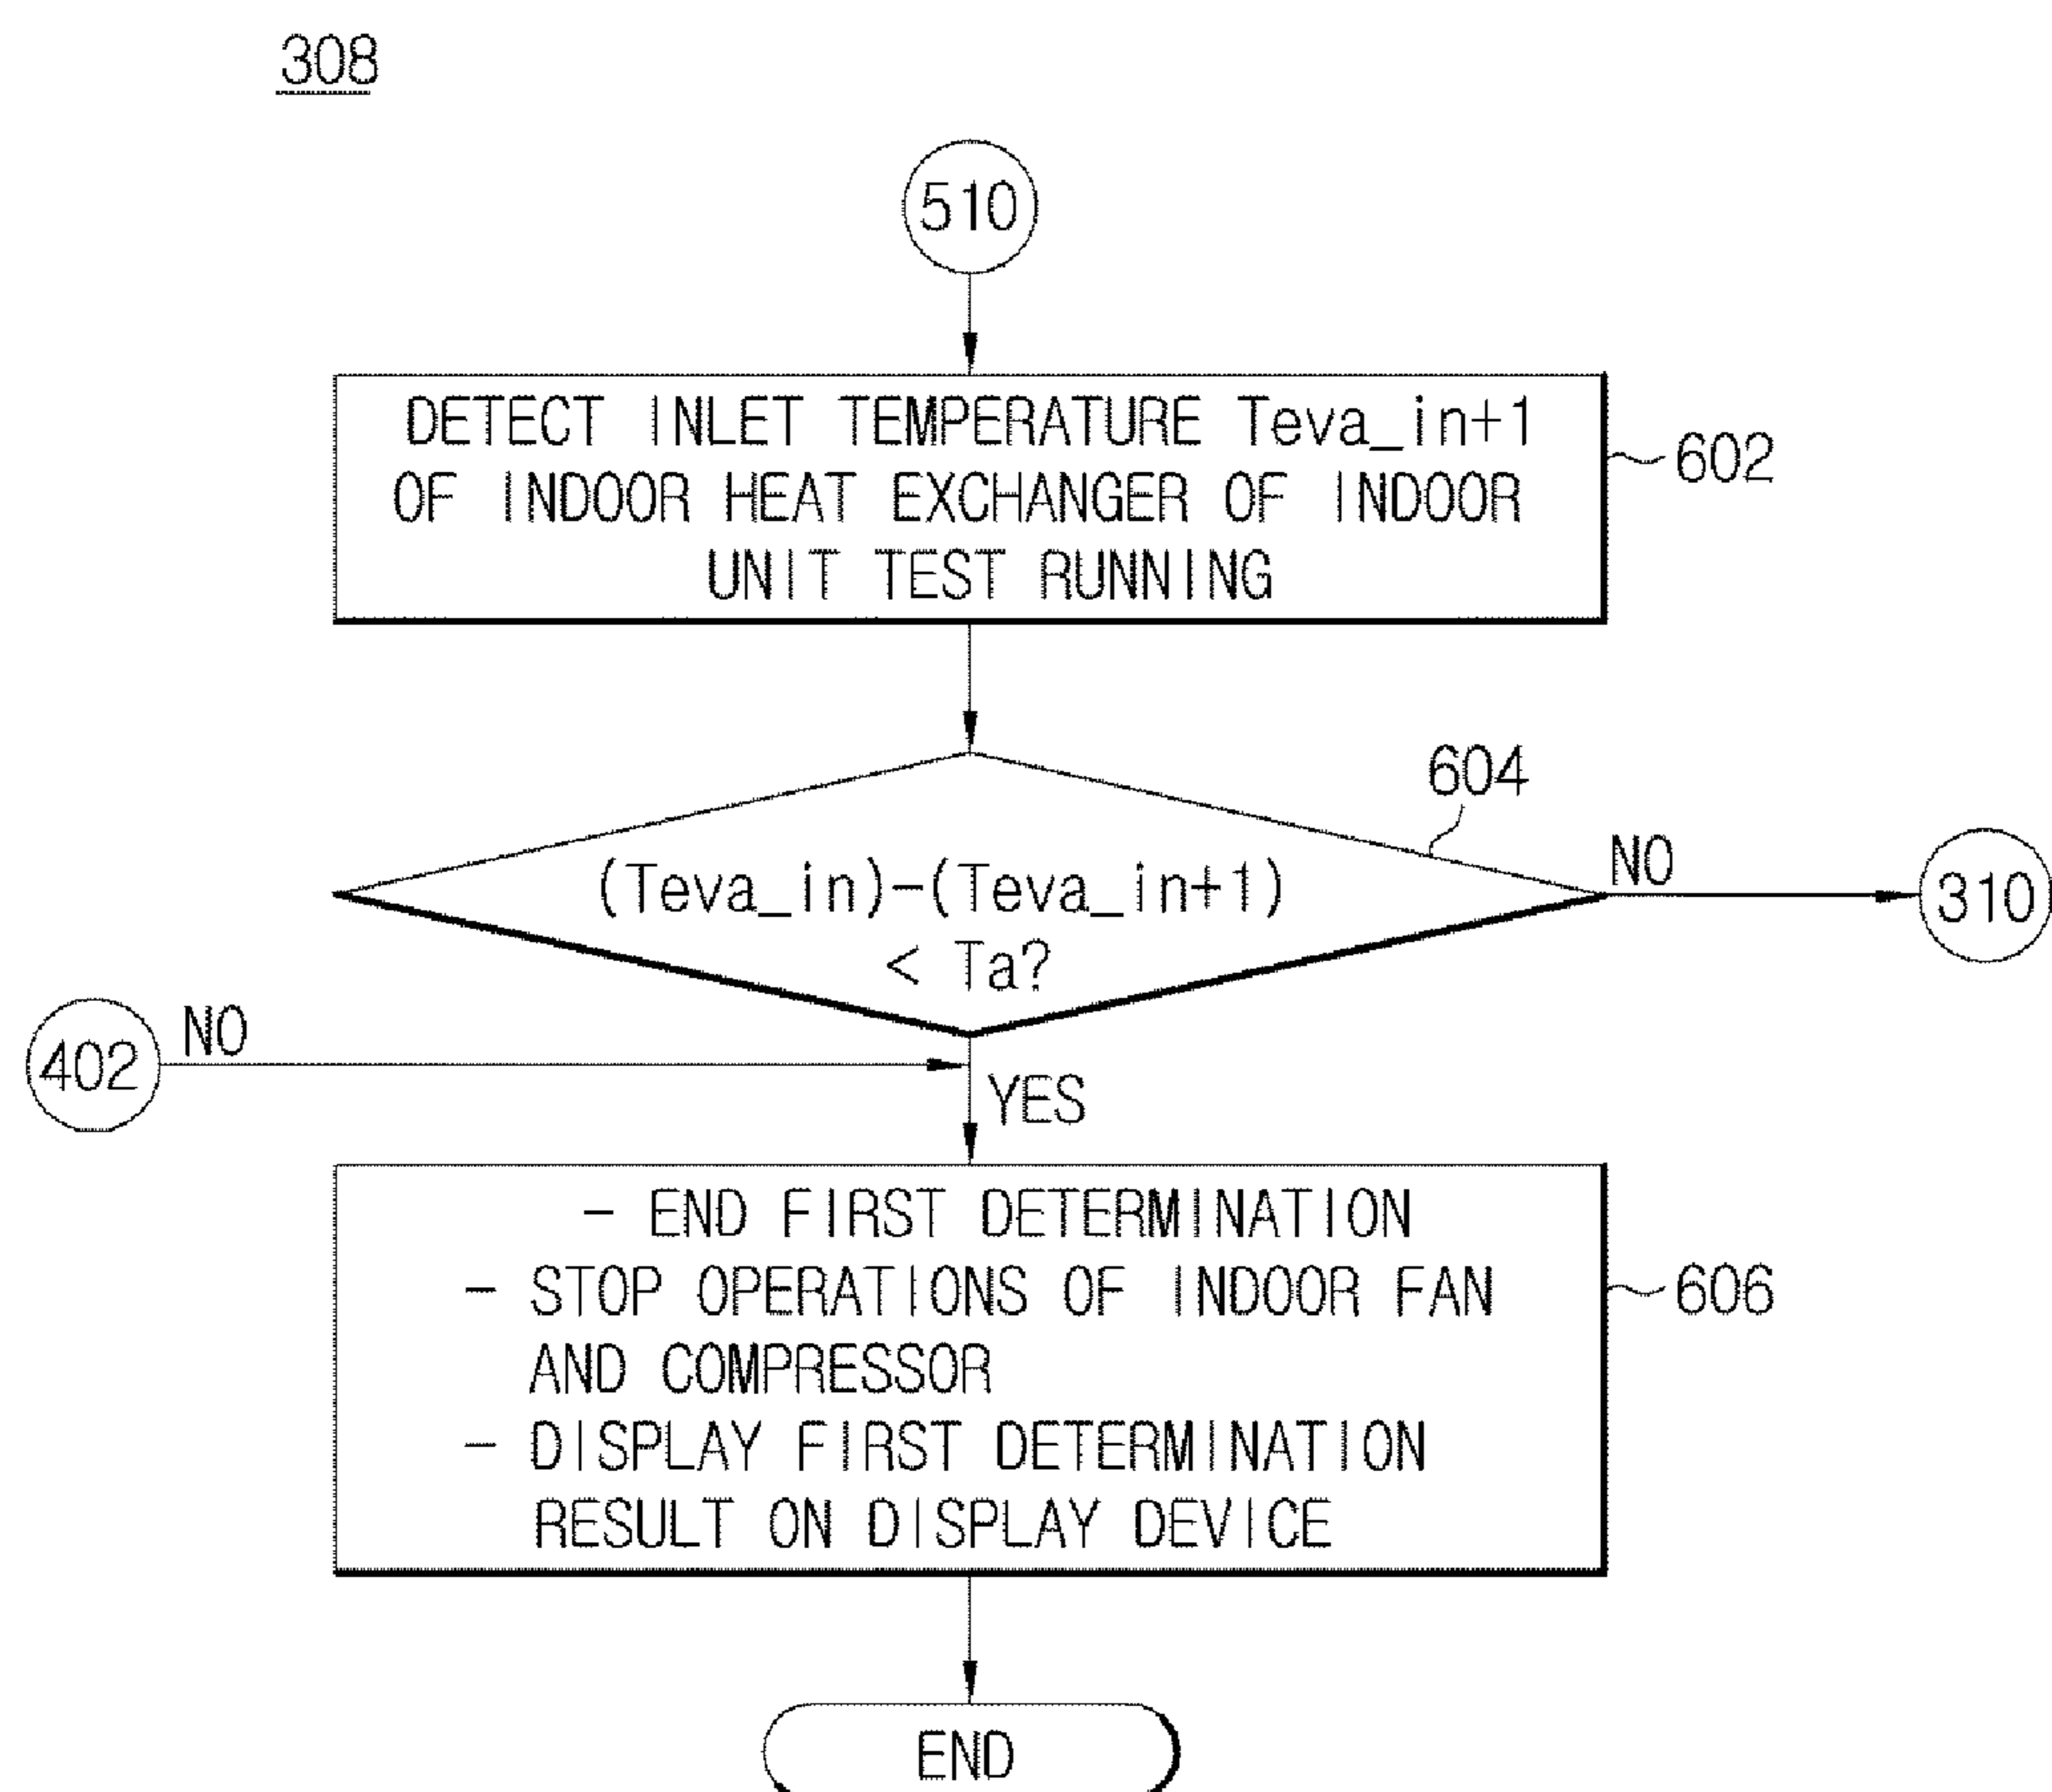 308
510
DETECT INLET TEMPERATURE Teva_in+1
OF INDOOR HEAT EXCHANGER OF INDOOR
UNIT TEST RUNNING
602
604
(Teva_in)-(Teva_in+1)
< Ta?
NO
310
402
NO
YES
- END FIRST DETERMINATION
- STOP OPERATIONS OF INDOOR FAN
AND COMPRESSOR
- DISPLAY FIRST DETERMINATION
RESULT ON DISPLAY DEVICE
606
END